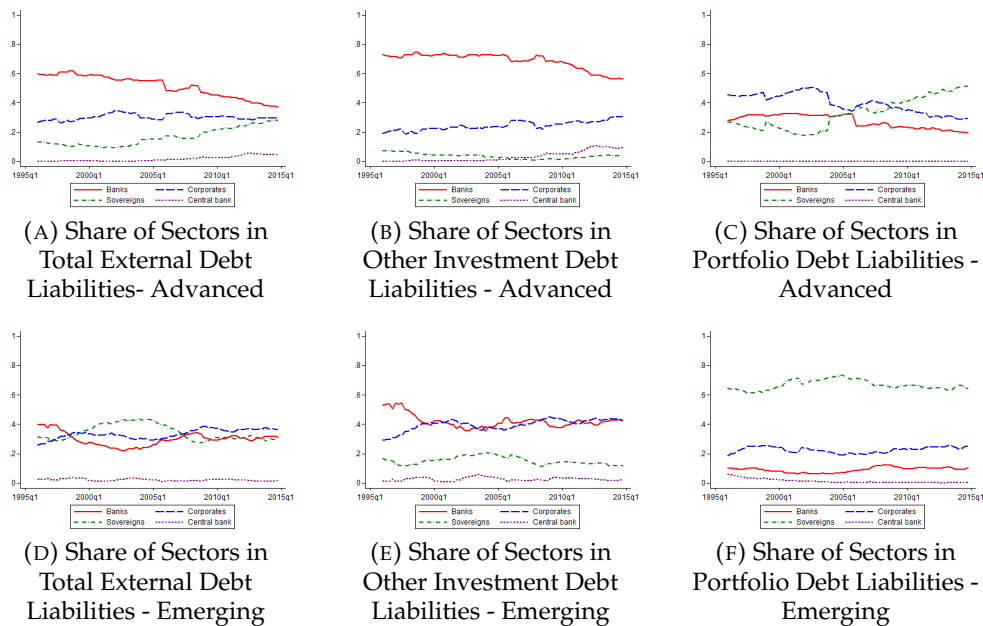 1
.8
.6
.4
.2
0
1995q1 2000q1 2005q1 2010q1 2015q1
Banks Corporates
Sovereigns Central bank
(A) Share of Sectors in
Total External Debt
Liabilities- Advanced
1
.8
.6
.4
.2
0
1995q1 2000q1 2005q1 2010q1 2015q1
Banks Corporates
Sovereigns Central bank
(B) Share of Sectors in
Other Investment Debt
Liabilities - Advanced
1
.8
.6
.4
.2
0
1995q1 2000q1 2005q1 2010q1 2015q1
Banks Corporates
Sovereigns Central bank
(C) Share of Sectors in
Portfolio Debt Liabilities -
Advanced
1
.8
.6
.4
.2
0
1995q1 2000q1 2005q1 2010q1 2015q1
Banks Corporates
Sovereigns Central bank
(D) Share of Sectors in
Total External Debt
Liabilities - Emerging
1
.8
.6
.4
.2
0
1995q1 2000q1 2005q1 2010q1 2015q1
Banks Corporates
Sovereigns Central bank
(E) Share of Sectors in
Other Investment Debt
Liabilities - Emerging
1
.8
.6
.4
.2
0
1995q1 2000q1 2005q1 2010q1 2015q1
Banks Corporates
Sovereigns Central bank
(F) Share of Sectors in
Portfolio Debt Liabilities -
Emerging